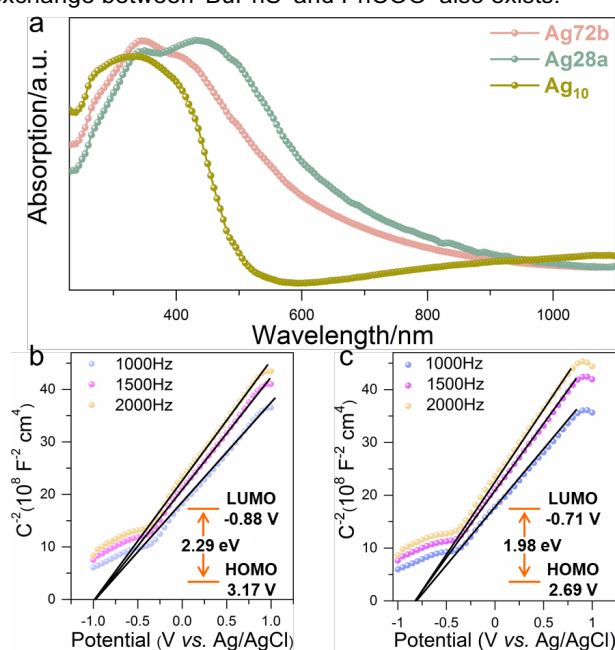 exchange between and also exists.
a
Ag72b
Ag28a
Ag₁₀
Absorption/a.u.
400
600
800
1000
Wavelength/nm
b
1000Hz
1500Hz
2000Hz
C⁻² (10⁸ F⁻² cm⁴)
40
30
20
10
0
LUMO
-0.88 V
2.29 eV
HOMO
3.17 V
-1.0
-0.5
0.0
0.5
1.0
Potential (V vs. Ag/AgCl)
c
1000Hz
1500Hz
2000Hz
C⁻² (10⁸ F⁻² cm⁴)
40
30
20
10
0
LUMO
-0.71 V
1.98 eV
HOMO
2.69 V
-1
-0.5
0
0.5
1
Potential (V vs. Ag/AgCl)